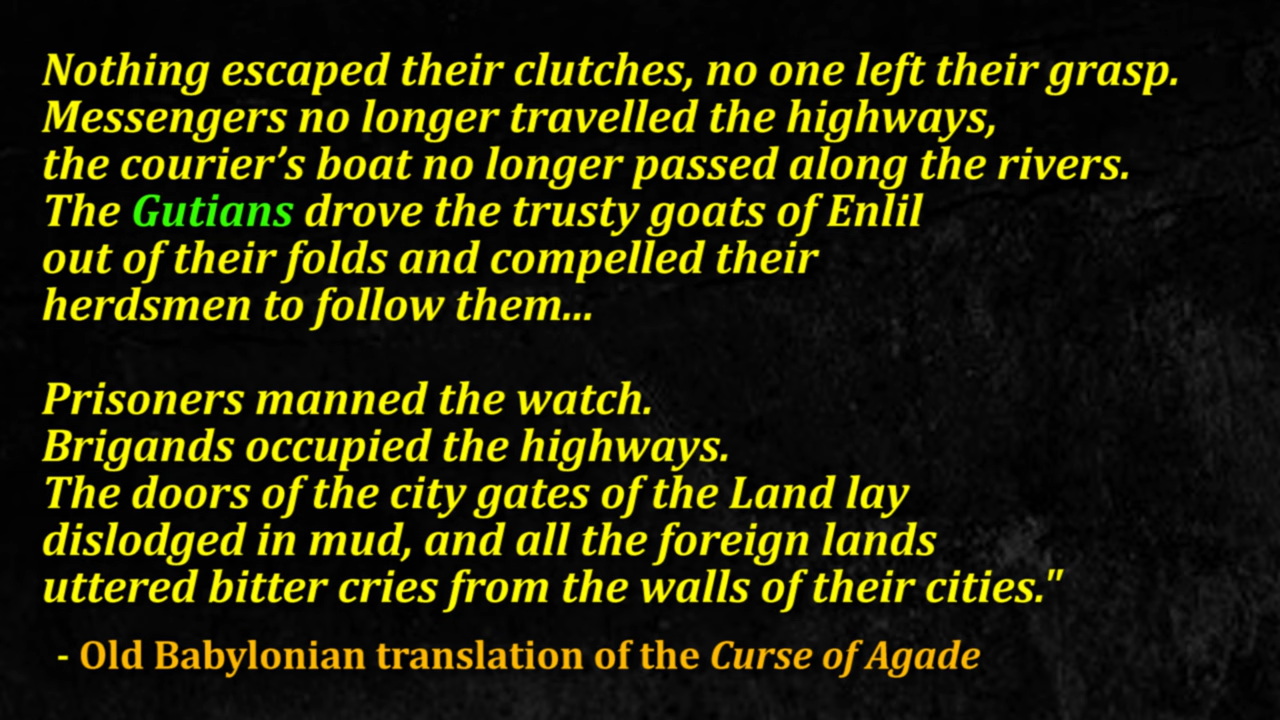 Nothing escaped their clutches, no one left their grasp.
Messengers no longer travelled the highways,
the courier’s boat no longer passed along the rivers.
The Gutians drove the trusty goats of Enlil
out of their folds and compelled their
herdsmen to follow them...
Prisoners manned the watch.
Brigands occupied the highways.
The doors of the city gates of the Land lay
dislodged in mud, and all the foreign lands
uttered bitter cries from the walls of their cities."
- Old Babylonian translation of the Curse of Agade